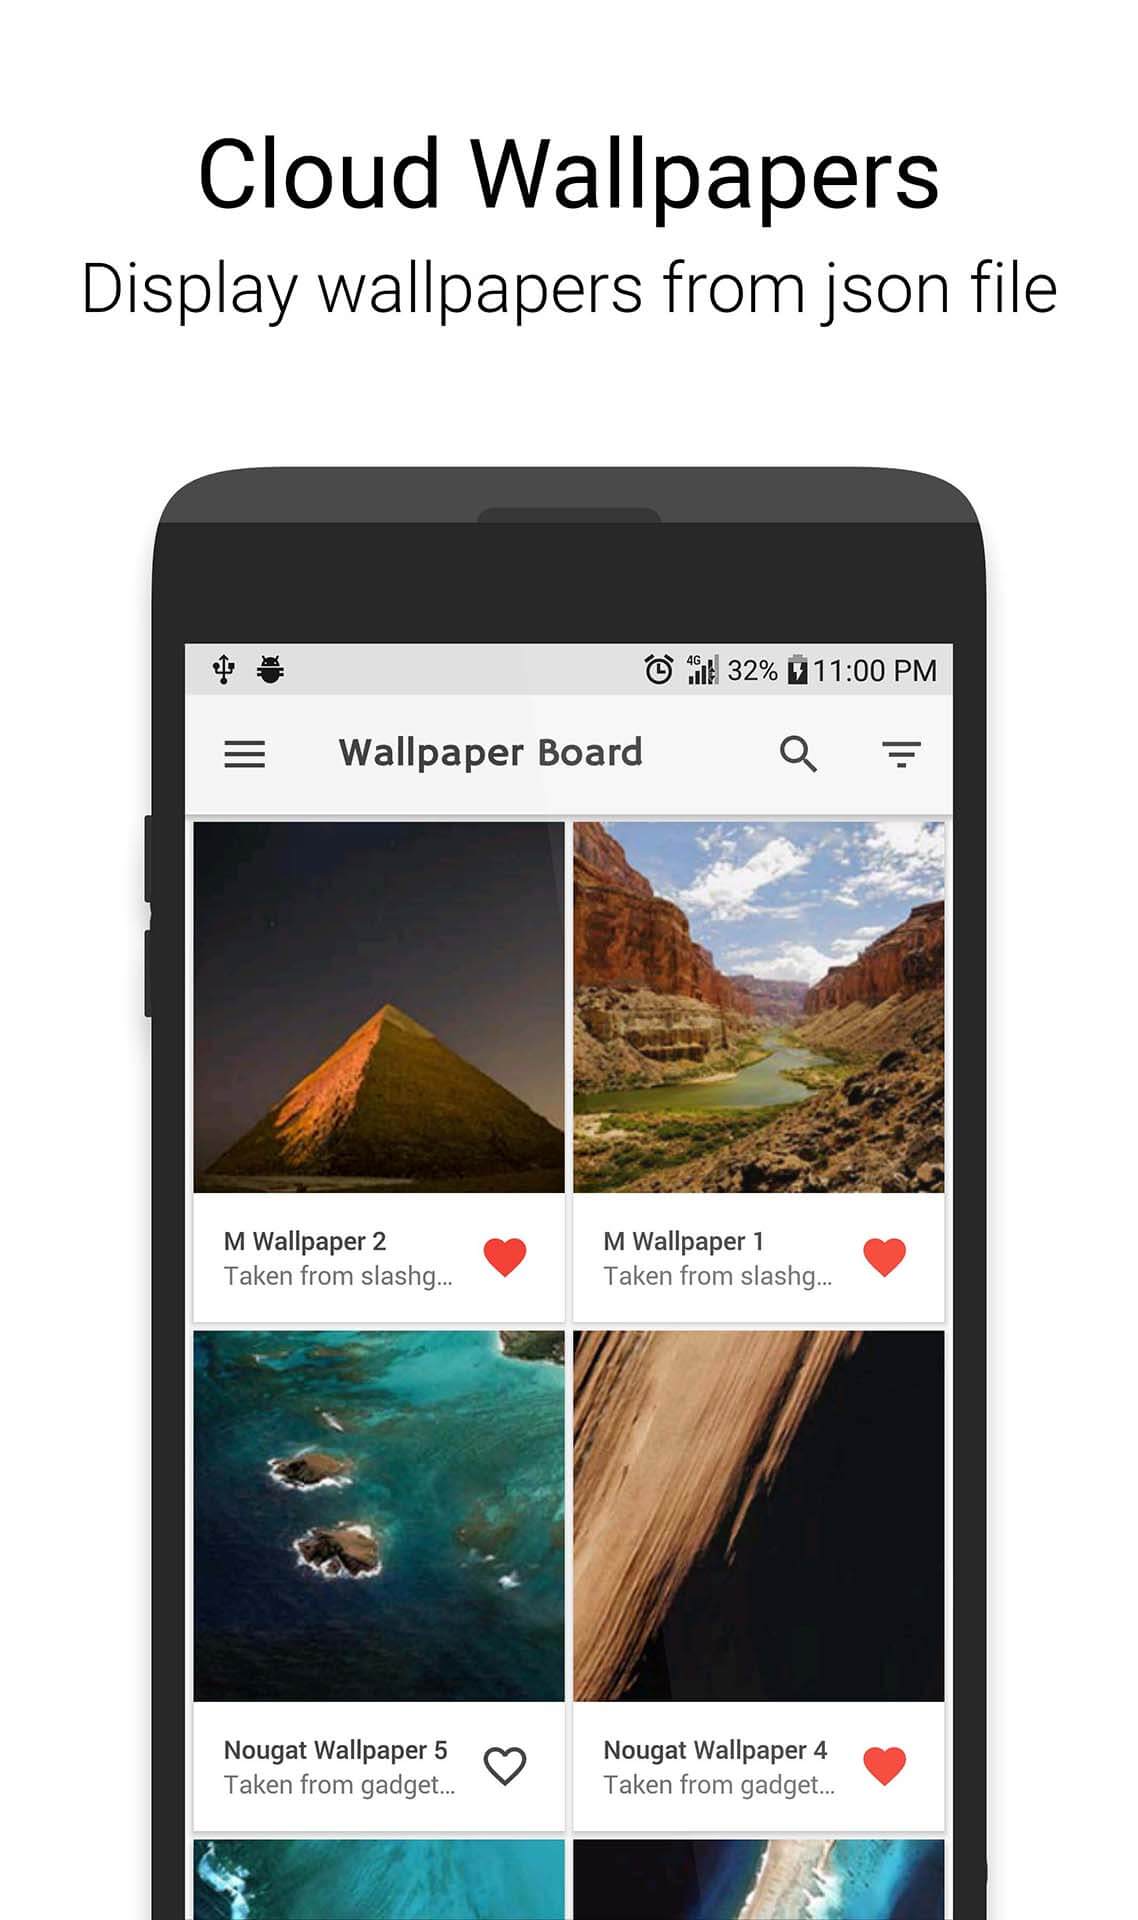 Cloud Wallpapers
Display wallpapers from json file
4G 32% 11:00 PM
Wallpaper Board
M Wallpaper 2
Taken from slashg...
M Wallpaper 1
Taken from slashg...
Nougat Wallpaper 5
Taken from gadget...
Nougat Wallpaper 4
Taken from gadget...